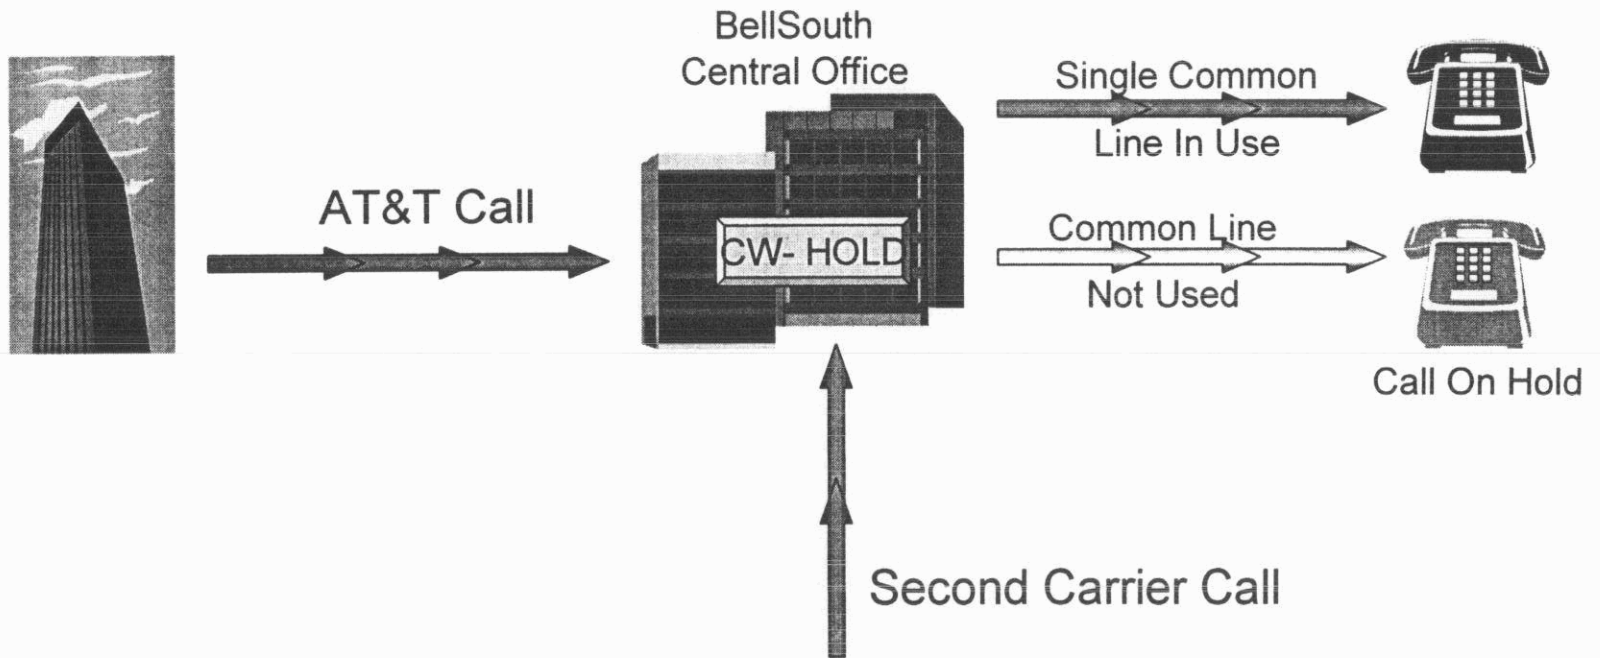 BellSouth
Central Office
Single Common
Line In Use
AT&T Call
CW- HOLD
Common Line
Not Used
Call On Hold
Second Carrier Call